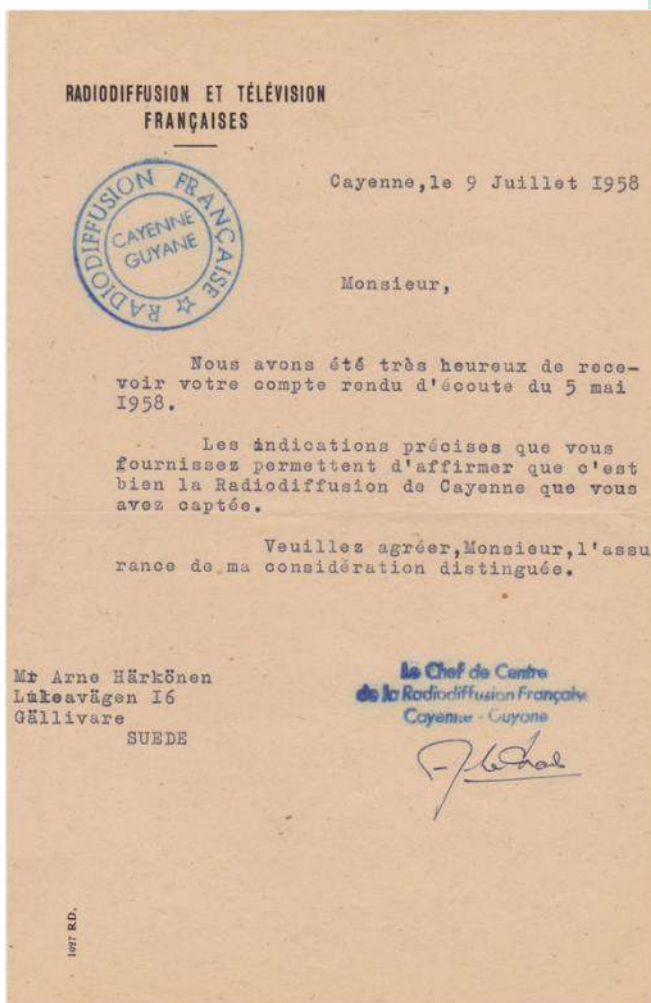 RADIODIFFUSION ET TÉLÉVISION
FRANÇAISES
RADIODIFFUSION FRANÇAISE
CAYENNE
GUYANE
Cayenne, le 9 Juillet I958
Monsieur,
Nous avons été très heureux de rece-
voir votre compte rendu d'écoute du 5 mai
I958.
Les indications précises que vous
fournissez permettent d'affirmer que c'est
bien la Radiodiffusion de Cayenne que vous
avez captée.
Veuillez agréer,Monsieur,l'assu
rance de ma considération distinguée.
Mr Arne Härkönen
I6
Gällivare
SUEDE
Le Chef de Centre
de la Radiodiffusion Française
Cayenne - Guyane
1027 R.D.